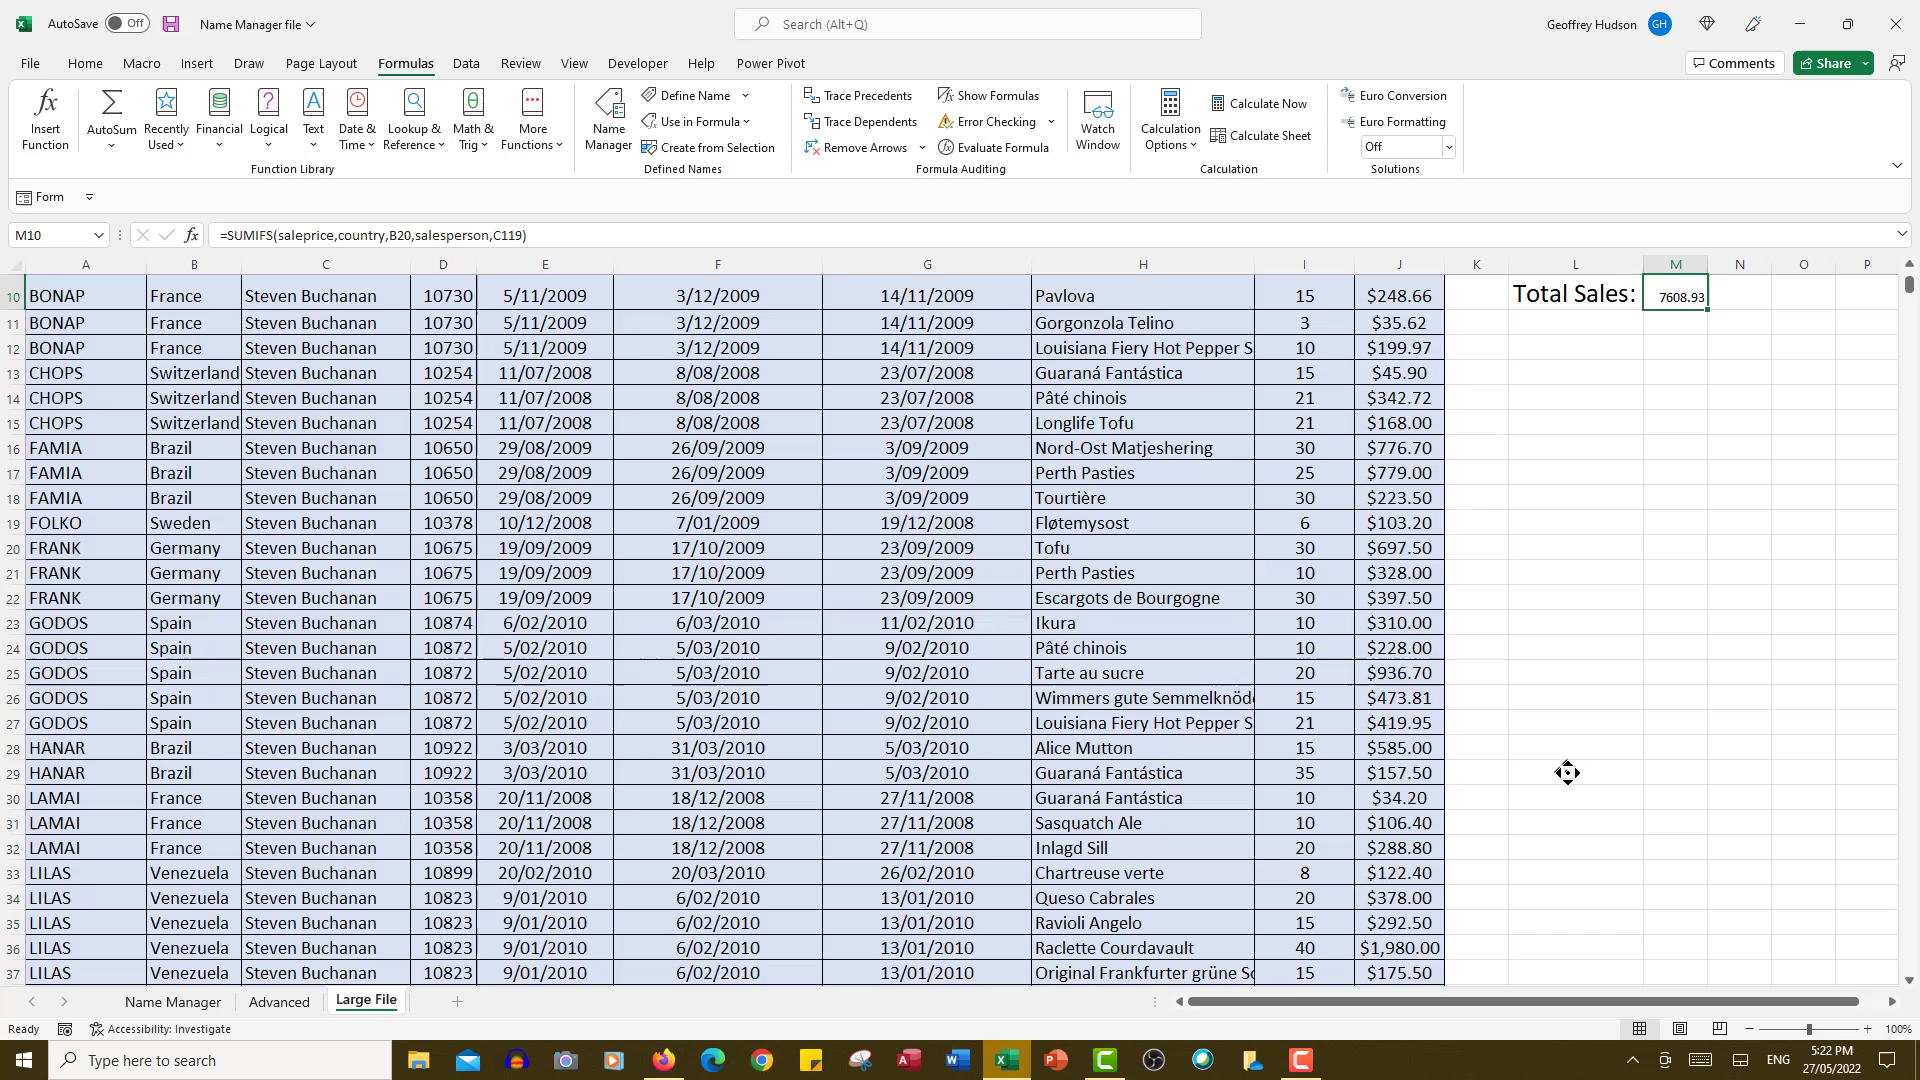 AutoSave Off Name Manager file Search (Alt+Q) Geoffrey Hudson GH
File Home Macro Insert Draw Page Layout Formulas Data Review View Developer Help Power Pivot Comments Share
Insert Function AutoSum Recently Used Financial Logical Text Date & Time Lookup & Reference Math & Trig More Functions
Function Library
Name Manager Define Name Use in Formula Create from Selection
Defined Names
Trace Precedents Trace Dependents Remove Arrows Show Formulas Error Checking Evaluate Formula
Formula Auditing
Watch Window
Calculation Options Calculate Now Calculate Sheet
Calculation
Euro Conversion Euro Formatting Off
Solutions
Form
M10 fx =SUMIFS(saleprice,country,B20,salesperson,C119)
A B C D E F G H I J K L M N O P
10 BONAP France Steven Buchanan 10730 5/11/2009 3/12/2009 14/11/2009 Pavlova 15 $248.66 Total Sales: 7608.93
11 BONAP France Steven Buchanan 10730 5/11/2009 3/12/2009 14/11/2009 Gorgonzola Telino 3 $35.62
12 BONAP France Steven Buchanan 10730 5/11/2009 3/12/2009 14/11/2009 Louisiana Fiery Hot Pepper S 10 $199.97
13 CHOPS Switzerland Steven Buchanan 10254 11/07/2008 8/08/2008 23/07/2008 Guaraná Fantástica 15 $45.90
14 CHOPS Switzerland Steven Buchanan 10254 11/07/2008 8/08/2008 23/07/2008 Pâté chinois 21 $342.72
15 CHOPS Switzerland Steven Buchanan 10254 11/07/2008 8/08/2008 23/07/2008 Longlife Tofu 21 $168.00
16 FAMIA Brazil Steven Buchanan 10650 29/08/2009 26/09/2009 3/09/2009 Nord-Ost Matjeshering 30 $776.70
17 FAMIA Brazil Steven Buchanan 10650 29/08/2009 26/09/2009 3/09/2009 Perth Pasties 25 $779.00
18 FAMIA Brazil Steven Buchanan 10650 29/08/2009 26/09/2009 3/09/2009 Tourtière 30 $223.50
19 FOLKO Sweden Steven Buchanan 10378 10/12/2008 7/01/2009 19/12/2008 Fløtemysost 6 $103.20
20 FRANK Germany Steven Buchanan 10675 19/09/2009 17/10/2009 23/09/2009 Tofu 30 $697.50
21 FRANK Germany Steven Buchanan 10675 19/09/2009 17/10/2009 23/09/2009 Perth Pasties 10 $328.00
22 FRANK Germany Steven Buchanan 10675 19/09/2009 17/10/2009 23/09/2009 Escargots de Bourgogne 30 $397.50
23 GODOS Spain Steven Buchanan 10874 6/02/2010 6/03/2010 11/02/2010 Ikura 10 $310.00
24 GODOS Spain Steven Buchanan 10872 5/02/2010 5/03/2010 9/02/2010 Pâté chinois 10 $228.00
25 GODOS Spain Steven Buchanan 10872 5/02/2010 5/03/2010 9/02/2010 Tarte au sucre 20 $936.70
26 GODOS Spain Steven Buchanan 10872 5/02/2010 5/03/2010 9/02/2010 Wimmers gute Semmelknöde 15 $473.81
27 GODOS Spain Steven Buchanan 10872 5/02/2010 5/03/2010 9/02/2010 Louisiana Fiery Hot Pepper S 21 $419.95
28 HANAR Brazil Steven Buchanan 10922 3/03/2010 31/03/2010 5/03/2010 Alice Mutton 15 $585.00
29 HANAR Brazil Steven Buchanan 10922 3/03/2010 31/03/2010 5/03/2010 Guaraná Fantástica 35 $157.50
30 LAMAI France Steven Buchanan 10358 20/11/2008 18/12/2008 27/11/2008 Guaraná Fantástica 10 $34.20
31 LAMAI France Steven Buchanan 10358 20/11/2008 18/12/2008 27/11/2008 Sasquatch Ale 10 $106.40
32 LAMAI France Steven Buchanan 10358 20/11/2008 18/12/2008 27/11/2008 Inlagd Sill 20 $288.80
33 LILAS Venezuela Steven Buchanan 10899 20/02/2010 20/03/2010 26/02/2010 Chartreuse verte 8 $122.40
34 LILAS Venezuela Steven Buchanan 10823 9/01/2010 6/02/2010 13/01/2010 Queso Cabrales 20 $378.00
35 LILAS Venezuela Steven Buchanan 10823 9/01/2010 6/02/2010 13/01/2010 Ravioli Angelo 15 $292.50
36 LILAS Venezuela Steven Buchanan 10823 9/01/2010 6/02/2010 13/01/2010 Raclette Courdavault 40 $1,980.00
37 LILAS Venezuela Steven Buchanan 10823 9/01/2010 6/02/2010 13/01/2010 Original Frankfurter grüne So 15 $175.50
Name Manager Advanced Large File
Ready Accessibility: Investigate 100%
Type here to search ENG 5:22 PM
27/05/2022